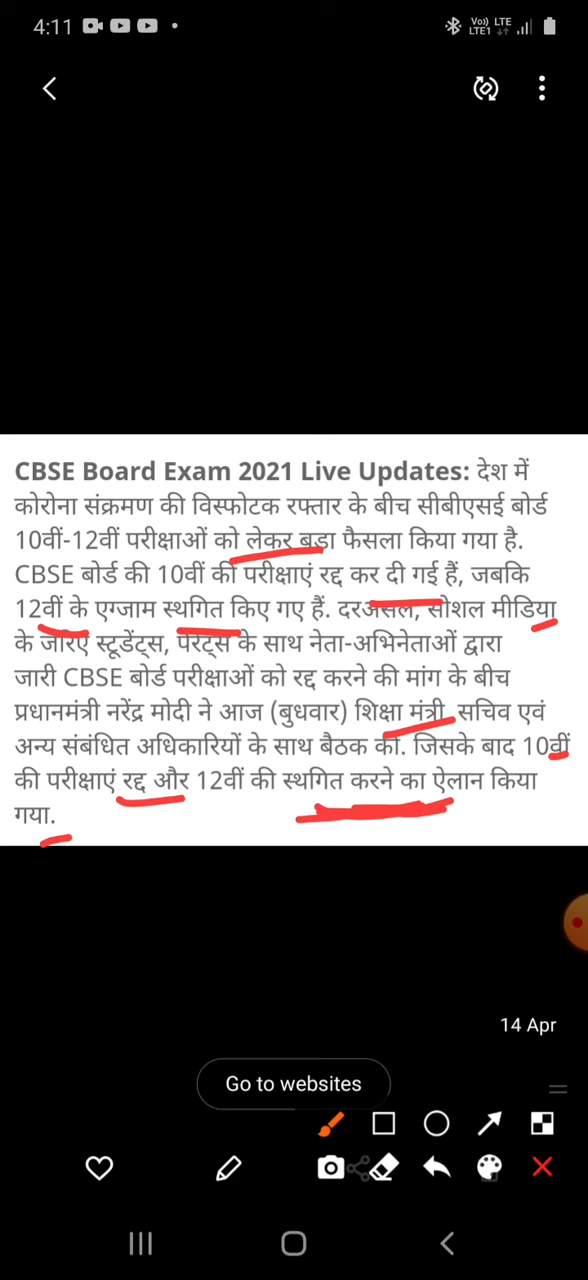 4:11
Vo)) LTE
LTE1
CBSE Board Exam 2021 Live Updates: देश में
कोरोना संक्रमण की विस्फोटक रफ्तार के बीच सीबीएसई बोर्ड
10वीं-12वीं परीक्षाओं को लेकर बड़ा फैसला किया गया है.
CBSE बोर्ड की 10वीं की परीक्षाएं रद्द कर दी गई हैं, जबकि
12वीं के एग्जाम स्थगित किए गए हैं. दरअसल, सोशल मीडिया
के जरिए स्टूडेंट्स, पेरेंट्स के साथ नेता-अभिनेताओं द्वारा
जारी CBSE बोर्ड परीक्षाओं को रद्द करने की मांग के बीच
प्रधानमंत्री नरेंद्र मोदी ने आज (बुधवार) शिक्षा मंत्री, सचिव एवं
अन्य संबंधित अधिकारियों के साथ बैठक की. जिसके बाद 10वीं
की परीक्षाएं रद्द और 12वीं की स्थगित करने का ऐलान किया
गया.
14 Apr
Go to websites